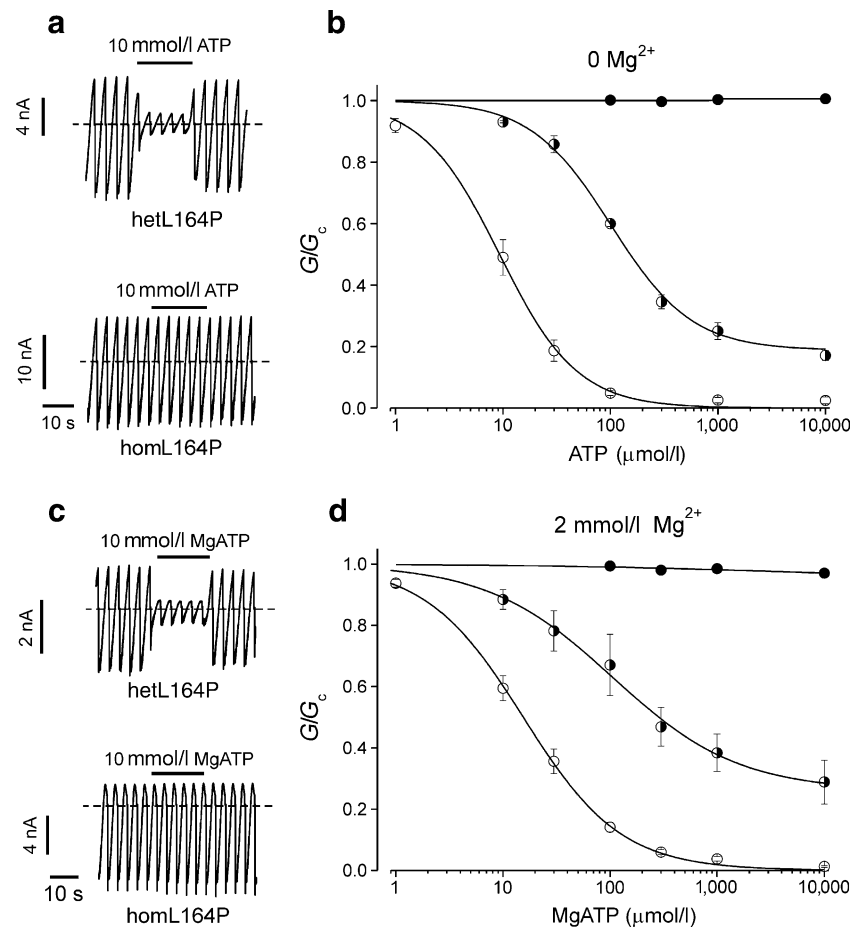 a
10 mmol/l ATP
4 nA
hetL164P
10 mmol/l ATP
10 nA
10 s
homL164P
b
0 Mg²⁺
1.0
0.8
0.6
0.4
0.2
0.0
G/Gc
1
10
100
1,000
10,000
ATP (μmol/l)
c
10 mmol/l MgATP
2 nA
hetL164P
10 mmol/l MgATP
4 nA
10 s
homL164P
d
2 mmol/l Mg²⁺
1.0
0.8
0.6
0.4
0.2
0.0
G/Gc
1
10
100
1,000
10,000
MgATP (μmol/l)